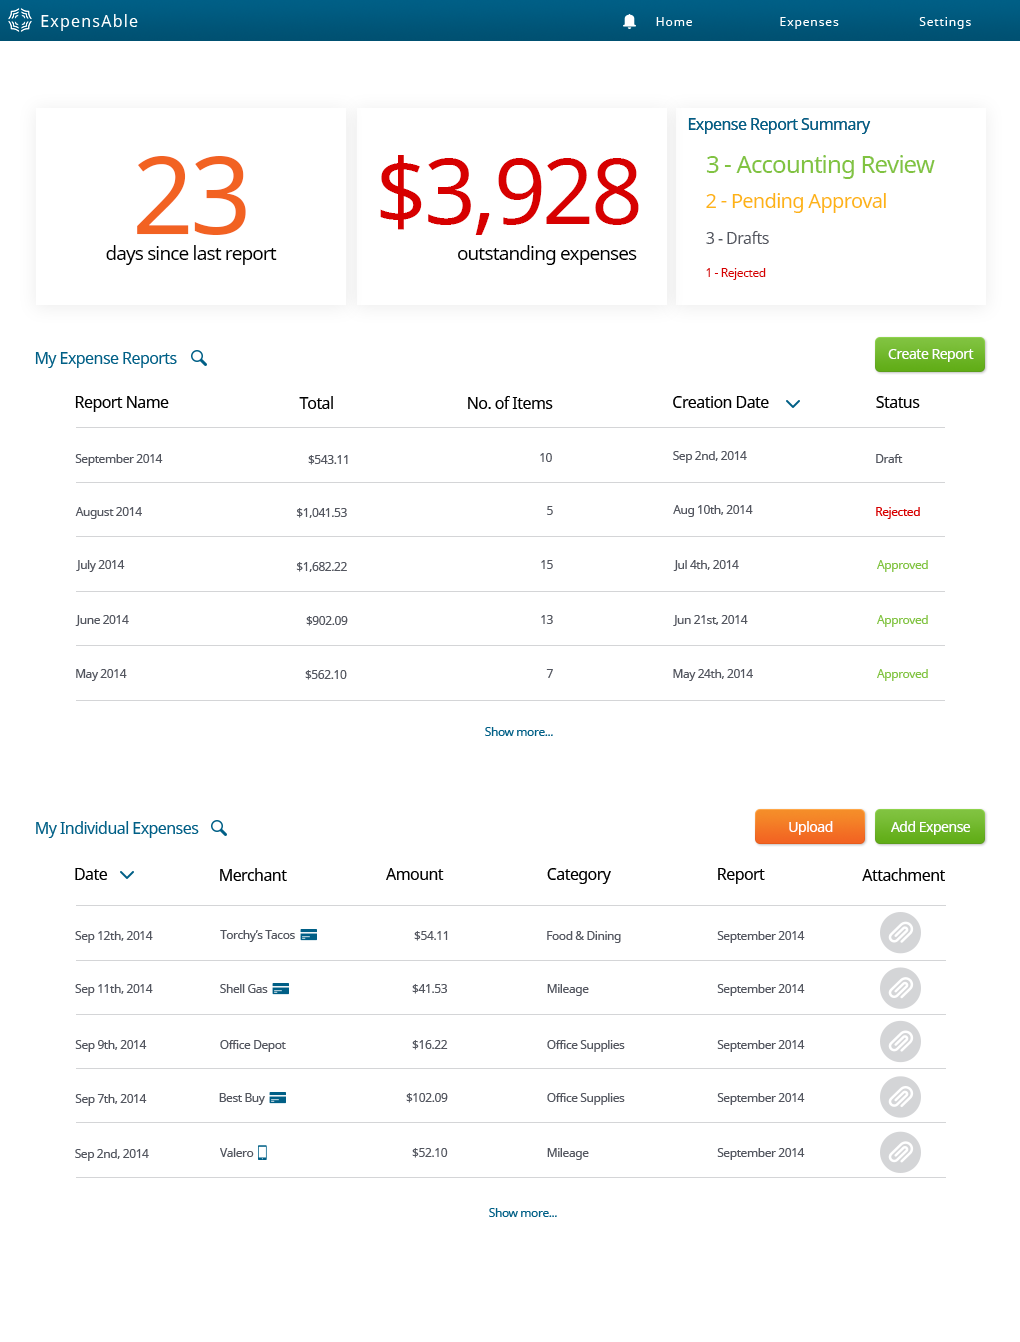 ExpensAble Home Expenses Settings
23
days since last report
$3,928
outstanding expenses
Expense Report Summary
3 - Accounting Review
2 - Pending Approval
3 - Drafts
1 - Rejected
My Expense Reports Create Report
Report Name Total No. of Items Creation Date Status
September 2014 $543.11 10 Sep 2nd, 2014 Draft
August 2014 $1,041.53 5 Aug 10th, 2014 Rejected
July 2014 $1,682.22 15 Jul 4th, 2014 Approved
June 2014 $902.09 13 Jun 21st, 2014 Approved
May 2014 $562.10 7 May 24th, 2014 Approved
Show more...
My Individual Expenses Upload Add Expense
Date Merchant Amount Category Report Attachment
Sep 12th, 2014 Torchy's Tacos $54.11 Food & Dining September 2014
Sep 11th, 2014 Shell Gas $41.53 Mileage September 2014
Sep 9th, 2014 Office Depot $16.22 Office Supplies September 2014
Sep 7th, 2014 Best Buy $102.09 Office Supplies September 2014
Sep 2nd, 2014 Valero $52.10 Mileage September 2014
Show more...